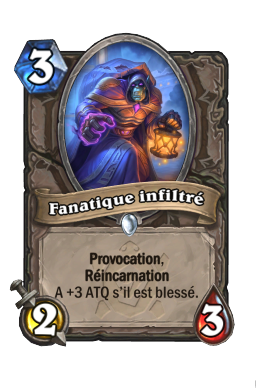 3
Fanatique infiltré
Provocation,
Réincarnation
A +3 ATQ s'il est blessé.
2
3